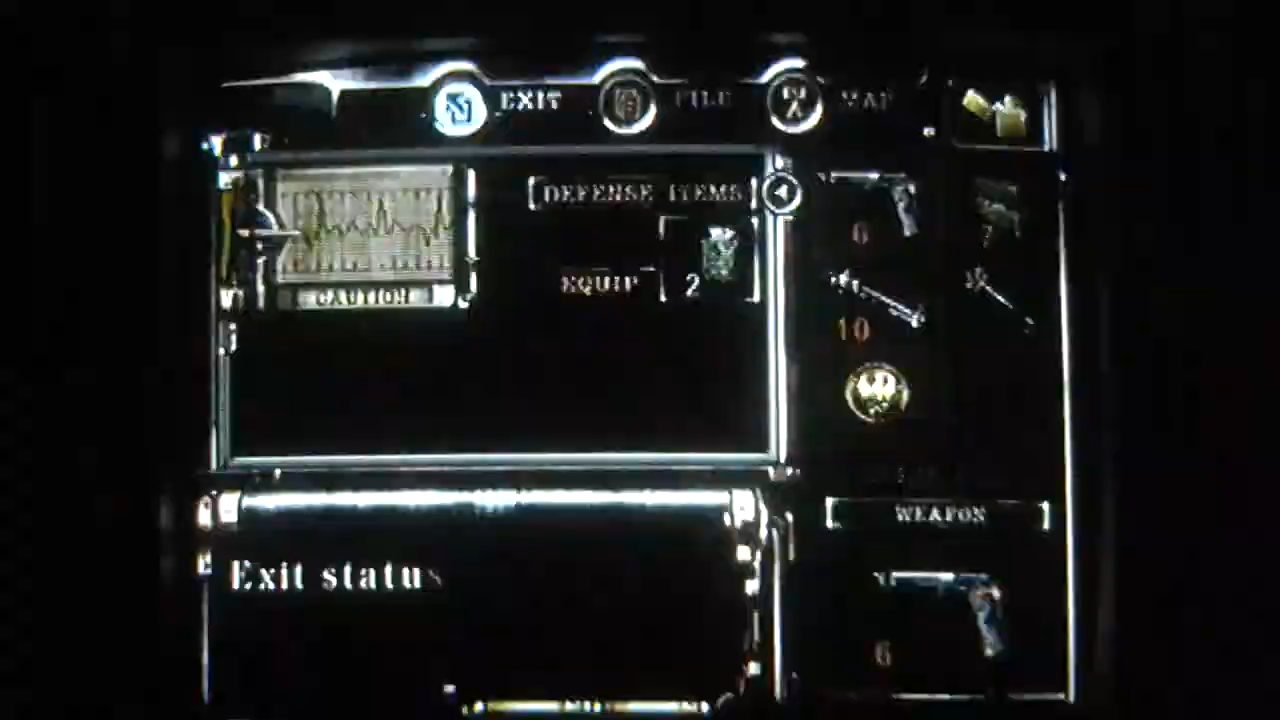 EXIT FILE MAP
DEFENSE ITEMS
EQUIP 2
CAUTION
6 7
10
WEAPON
Exit status
6